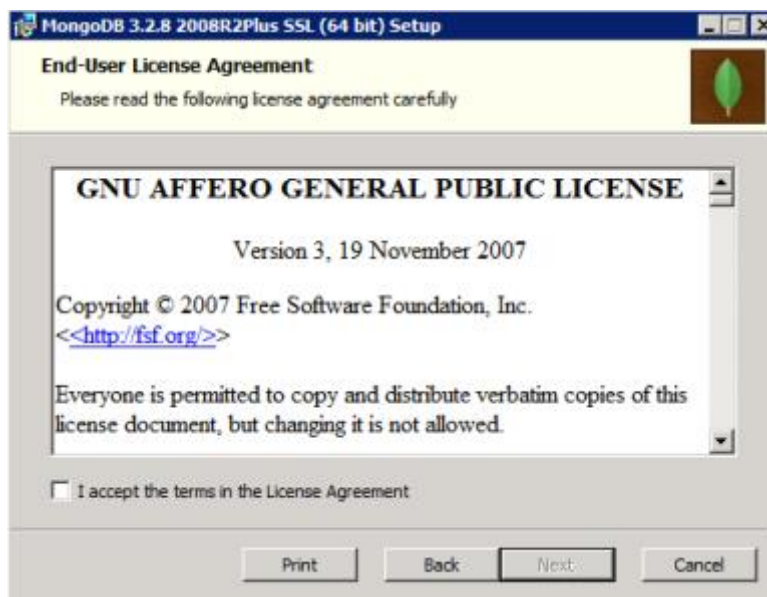 MongoDB 3.2.8 2008R2Plus SSL (64 bit) Setup
End-User License Agreement
Please read the following license agreement carefully
GNU AFFERO GENERAL PUBLIC LICENSE
Version 3, 19 November 2007
Copyright © 2007 Free Software Foundation, Inc.
<<http://fsf.org/>>
Everyone is permitted to copy and distribute verbatim copies of this
license document, but changing it is not allowed.
I accept the terms in the License Agreement
Print Back Next Cancel